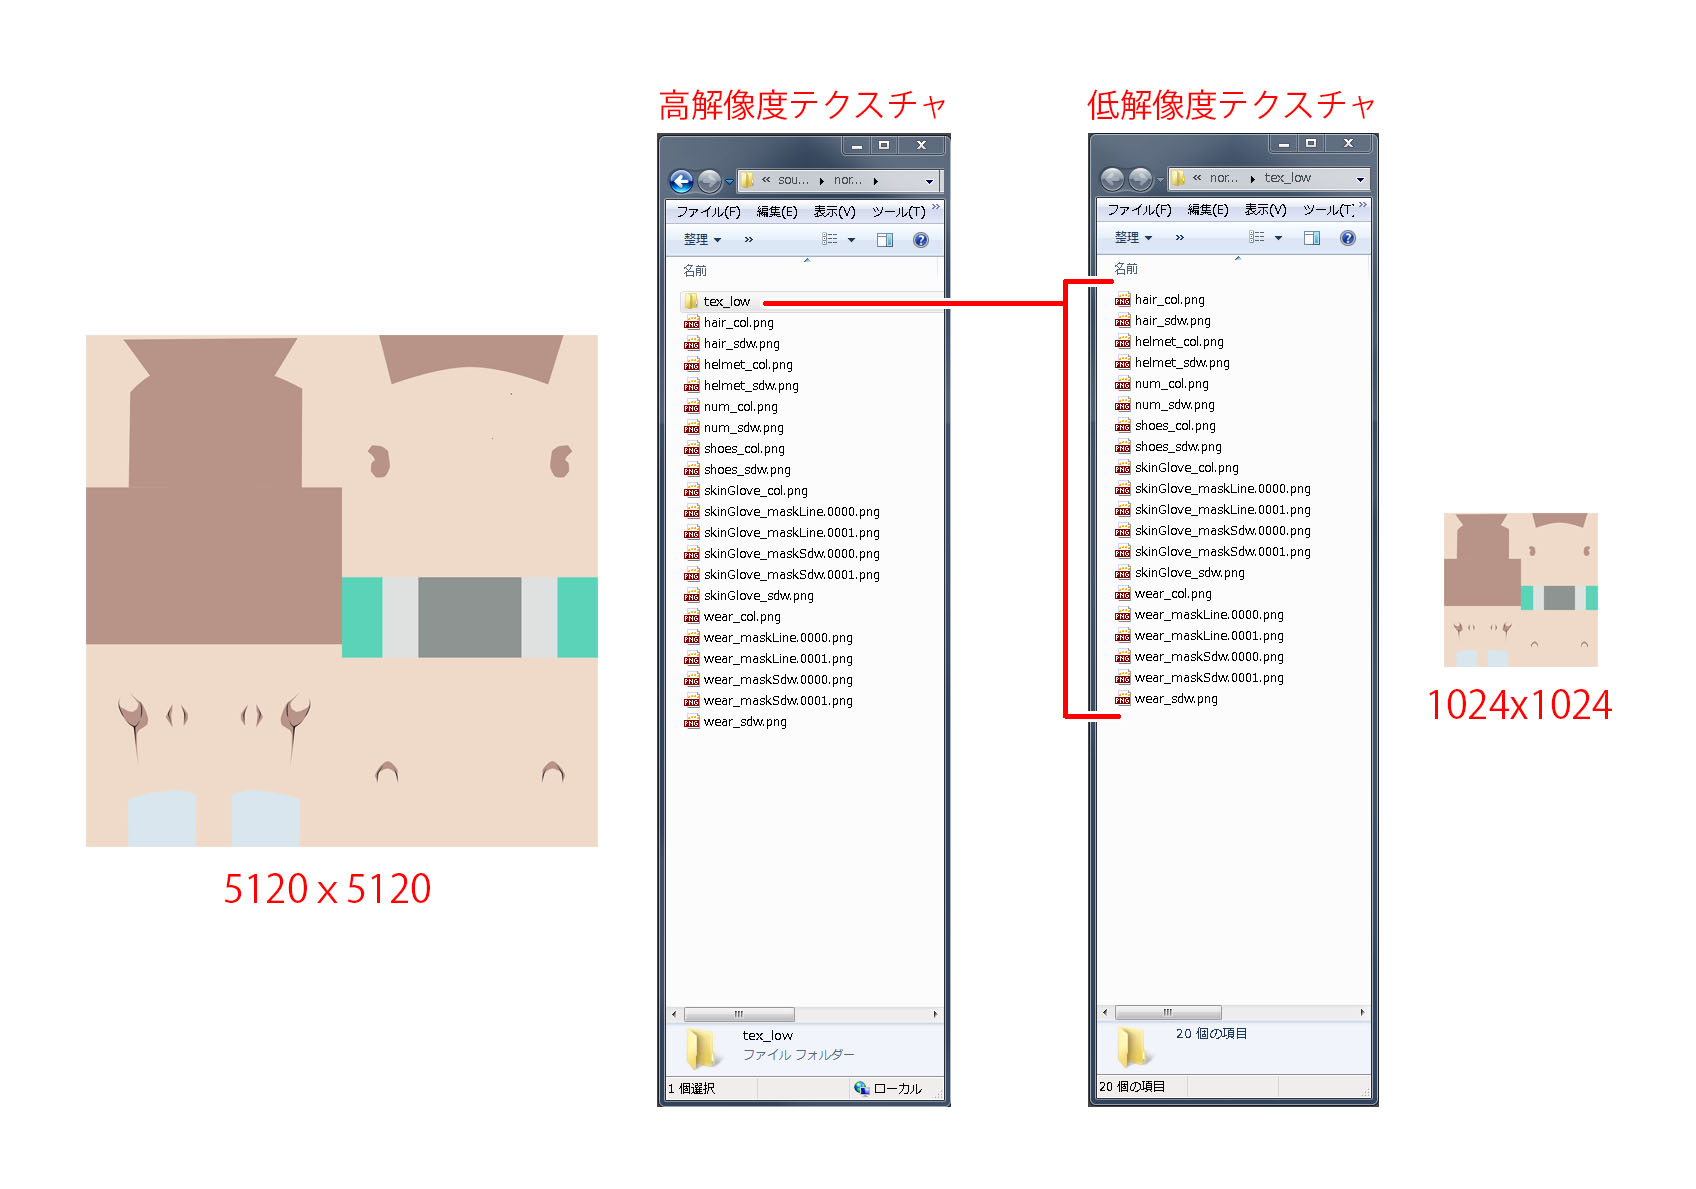 高解像度テクスチャ
« sou... ▸ nor... ▸
ファイル(F) 編集(E) 表示(V) ツール(T) »
整理 ▼ »
名前
tex_low
hair_col.png
hair_sdw.png
helmet_col.png
helmet_sdw.png
num_col.png
num_sdw.png
shoes_col.png
shoes_sdw.png
skinGlove_col.png
skinGlove_maskLine.0000.png
skinGlove_maskLine.0001.png
skinGlove_maskSdw.0000.png
skinGlove_maskSdw.0001.png
skinGlove_sdw.png
wear_col.png
wear_maskLine.0000.png
wear_maskLine.0001.png
wear_maskSdw.0000.png
wear_maskSdw.0001.png
wear_sdw.png
tex_low
ファイル フォルダー
1 個選択 ローカル
低解像度テクスチャ
« nor... ▸ tex_low
ファイル(F) 編集(E) 表示(V) ツール(T) »
整理 ▼ »
名前
hair_col.png
hair_sdw.png
helmet_col.png
helmet_sdw.png
num_col.png
num_sdw.png
shoes_col.png
shoes_sdw.png
skinGlove_col.png
skinGlove_maskLine.0000.png
skinGlove_maskLine.0001.png
skinGlove_maskSdw.0000.png
skinGlove_maskSdw.0001.png
skinGlove_sdw.png
wear_col.png
wear_maskLine.0000.png
wear_maskLine.0001.png
wear_maskSdw.0000.png
wear_maskSdw.0001.png
wear_sdw.png
20 個の項目
20 個の項目
5120 x 5120
1024x1024